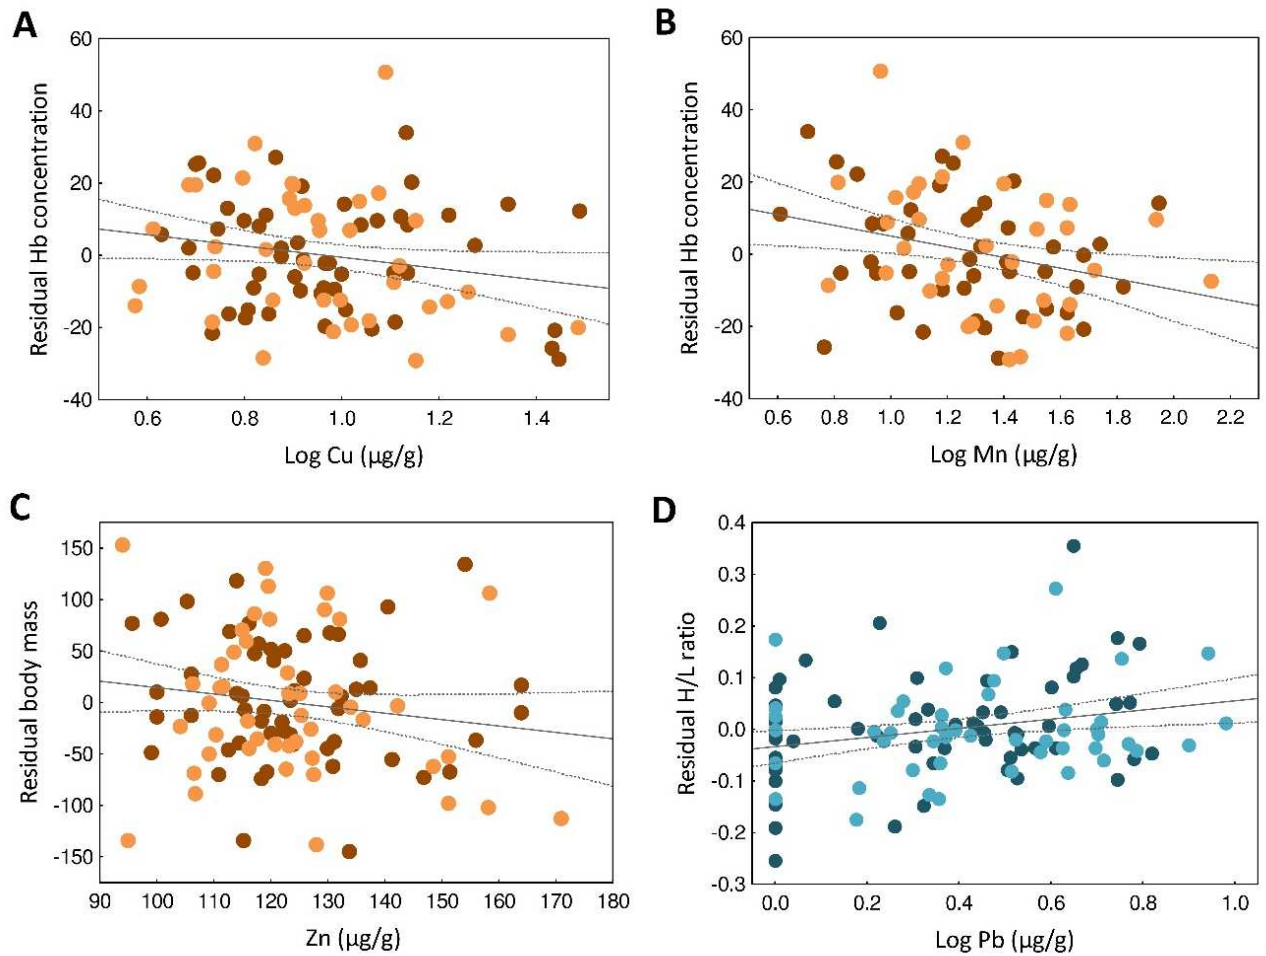 A
60
40
20
0
-20
-40
Residual Hb concentration
0.6 0.8 1.0 1.2 1.4
Log Cu (µg/g)
B
60
40
20
0
-20
-40
Residual Hb concentration
0.6 0.8 1.0 1.2 1.4 1.6 1.8 2.0 2.2
Log Mn (µg/g)
C
150
100
50
0
-50
-100
-150
Residual body mass
90 100 110 120 130 140 150 160 170 180
Zn (µg/g)
D
0.4
0.3
0.2
0.1
0.0
-0.1
-0.2
-0.3
Residual H/L ratio
0.0 0.2 0.4 0.6 0.8 1.0
Log Pb (µg/g)